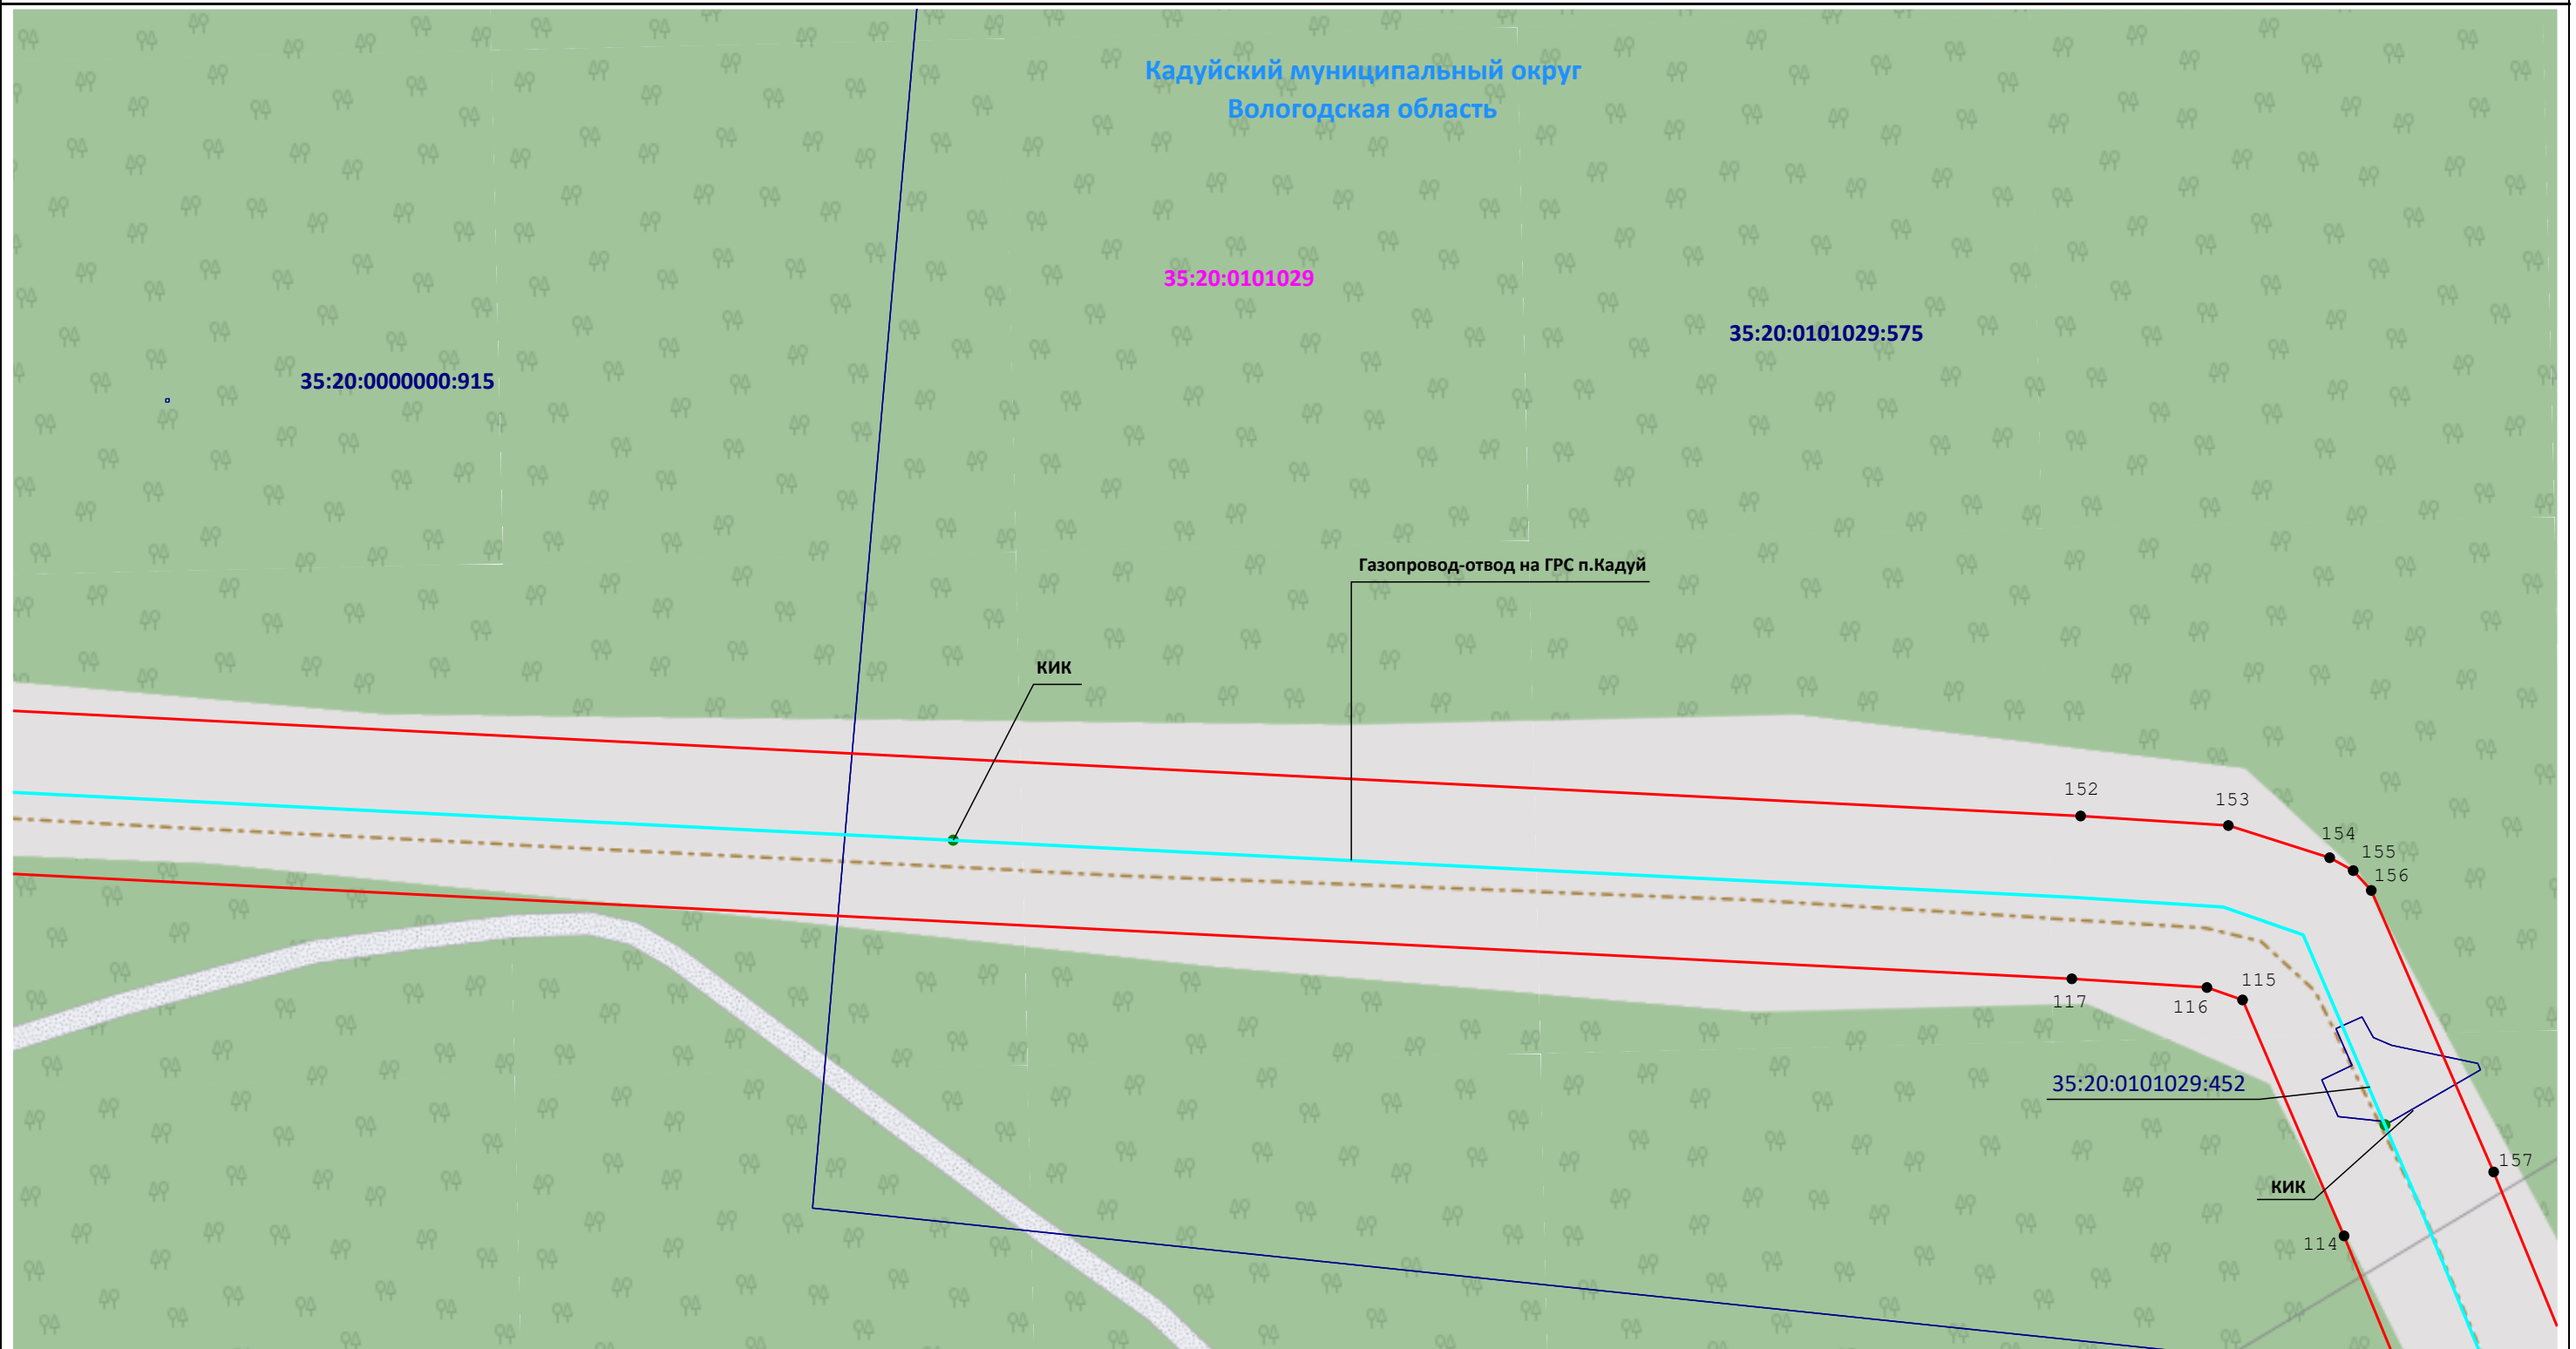 Кадуйский муниципальный округ
Вологодская область
35:20:0101029
35:20:0101029:575
35:20:0000000:915
Газопровод-отвод на ГРС п.Кадуй
КИК
152
153
154
155
156
115
117
116
35:20:0101029:452
157
КИК
114